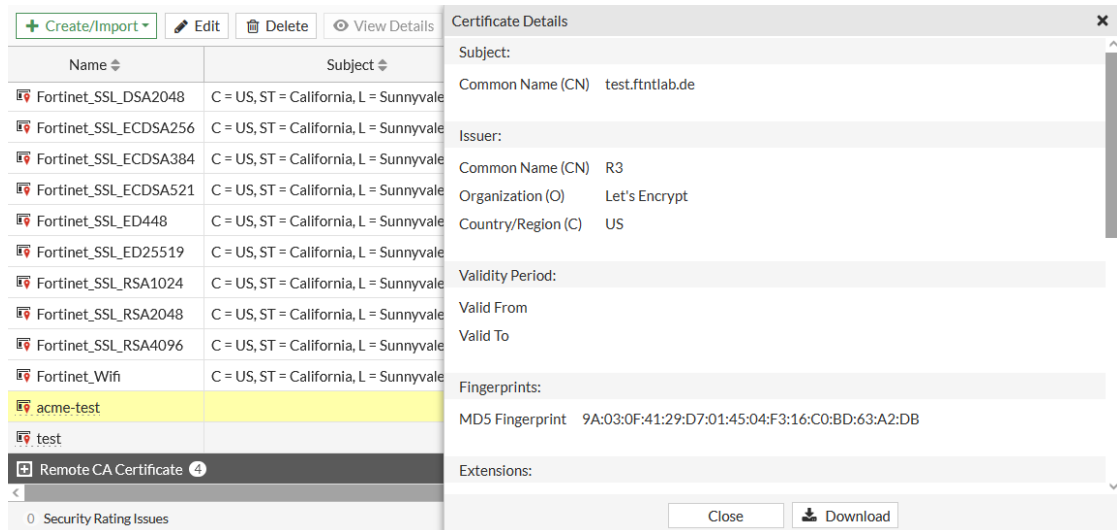 Create/Import Edit Delete View Details
Name Subject
Fortinet_SSL_DSA2048 C = US, ST = California, L = Sunnyvale
Fortinet_SSL_ECDSA256 C = US, ST = California, L = Sunnyvale
Fortinet_SSL_ECDSA384 C = US, ST = California, L = Sunnyvale
Fortinet_SSL_ECDSA521 C = US, ST = California, L = Sunnyvale
Fortinet_SSL_ED448 C = US, ST = California, L = Sunnyvale
Fortinet_SSL_ED25519 C = US, ST = California, L = Sunnyvale
Fortinet_SSL_RSA1024 C = US, ST = California, L = Sunnyvale
Fortinet_SSL_RSA2048 C = US, ST = California, L = Sunnyvale
Fortinet_SSL_RSA4096 C = US, ST = California, L = Sunnyvale
Fortinet_Wifi C = US, ST = California, L = Sunnyvale
acme-test
test
Remote CA Certificate 4
0 Security Rating Issues
Certificate Details
Subject:
Common Name (CN) test.ftntlab.de
Issuer:
Common Name (CN) R3
Organization (O) Let's Encrypt
Country/Region (C) US
Validity Period:
Valid From
Valid To
Fingerprints:
MD5 Fingerprint 9A:03:0F:41:29:D7:01:45:04:F3:16:C0:BD:63:A2:DB
Extensions:
Close Download